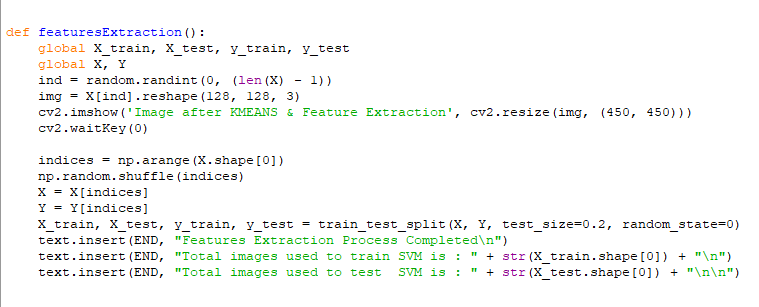 def featuresExtraction():
    global X_train, X_test, y_train, y_test
    global X, Y
    ind = random.randint(0, (len(X) - 1))
    img = X[ind].reshape(128, 128, 3)
    cv2.imshow('Image after KMEANS & Feature Extraction', cv2.resize(img, (450, 450)))
    cv2.waitKey(0)

    indices = np.arange(X.shape[0])
    np.random.shuffle(indices)
    X = X[indices]
    Y = Y[indices]
    X_train, X_test, y_train, y_test = train_test_split(X, Y, test_size=0.2, random_state=0)
    text.insert(END, "Features Extraction Process Completed\n")
    text.insert(END, "Total images used to train SVM is : " + str(X_train.shape[0]) + "\n")
    text.insert(END, "Total images used to test  SVM is : " + str(X_test.shape[0]) + "\n\n")